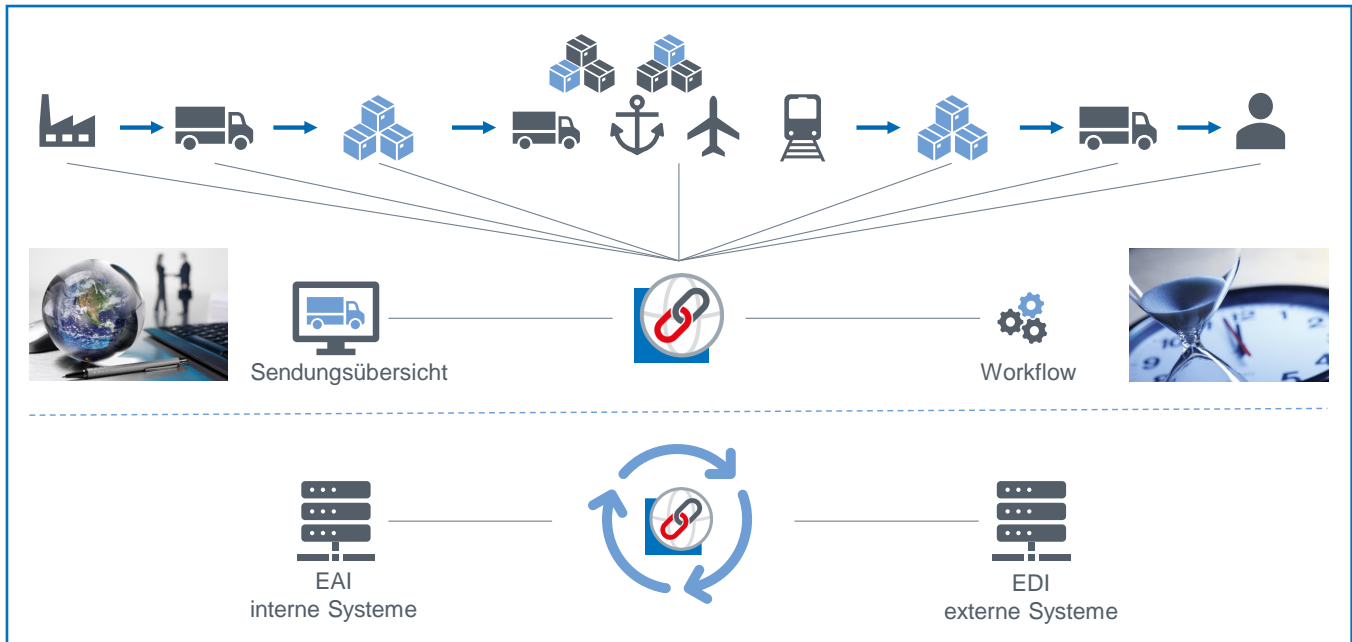 Sendungsübersicht
Workflow
EAI
interne Systeme
EDI
externe Systeme